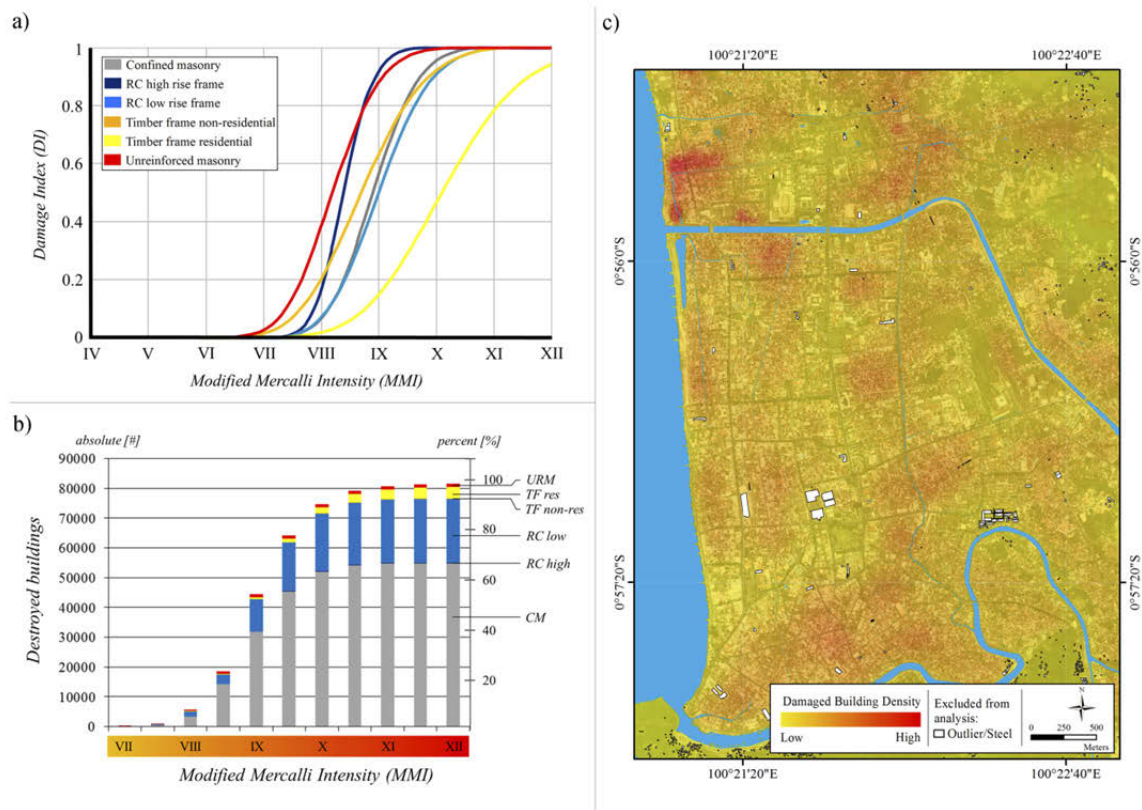 a)
1
0.8
0.6
0.4
0.2
0
Damage Index (DI)
Confined masonry
RC high rise frame
RC low rise frame
Timber frame non-residential
Timber frame residential
Unreinforced masonry
IV V VI VII VIII IX X XI XII
Modified Mercalli Intensity (MMI)
b)
absolute [#]
percent [%]
90000
80000
70000
60000
50000
40000
30000
20000
10000
0
Destroyed buildings
100
80
60
40
20
URM
TF res
TF non-res
RC low
RC high
CM
VII VIII IX X XI XII
Modified Mercalli Intensity (MMI)
c)
100°21'20"E 100°22'40"E
0°56'0"S 0°56'0"S
0°57'20"S 0°57'20"S
Damaged Building Density
Low High
Excluded from
analysis:
Outlier/Steel
N
0 250 500
Meters
100°21'20"E 100°22'40"E